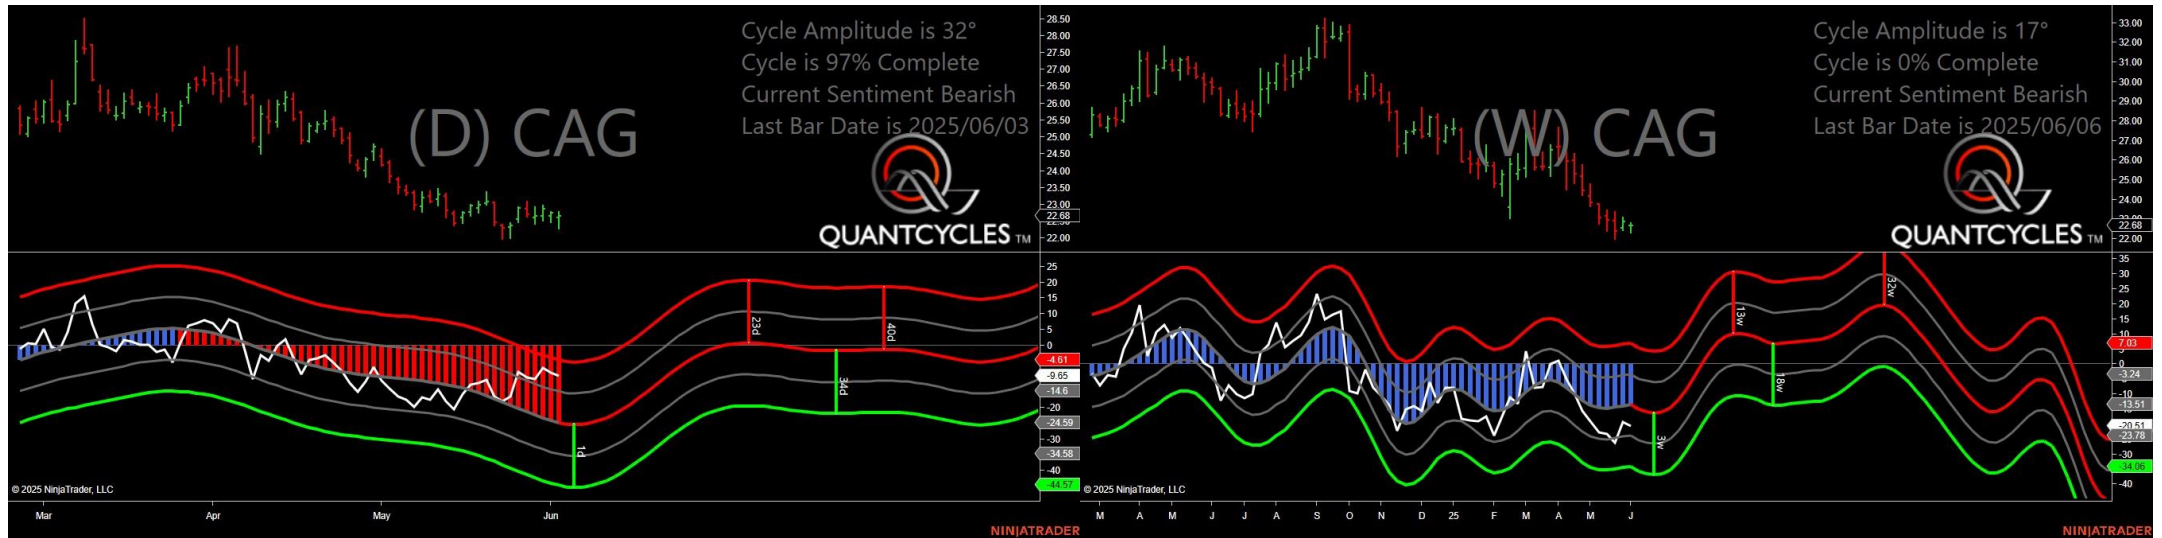 Cycle Amplitude is 32°
Cycle is 97% Complete
Current Sentiment Bearish
Last Bar Date is 2025/06/03
(D) CAG
QUANTCYCLES TM
28.50
28.00
27.50
27.00
26.50
26.00
25.50
25.00
24.50
24.00
23.50
23.00
22.68
22.00
25
20
15
10
5
0
-4.61
-9.65
-14.6
-20
-24.59
-30
-34.58
-40
-44.57
23d
40d
34d
1d
© 2025 NinjaTrader, LLC
Mar Apr May Jun
NINJATRADER
Cycle Amplitude is 17°
Cycle is 0% Complete
Current Sentiment Bearish
Last Bar Date is 2025/06/06
(W) CAG
QUANTCYCLES TM
33.00
32.00
31.00
30.00
29.00
28.00
27.00
26.00
25.00
24.00
22.68
22.00
35
30
25
20
15
10
7.03
0
-3.24
-10
-13.51
-20.51
-23.78
-30
-34.06
-40
13w
32w
18w
3w
© 2025 NinjaTrader, LLC
M A M J J A S O N D 25 F M A M J
NINJATRADER